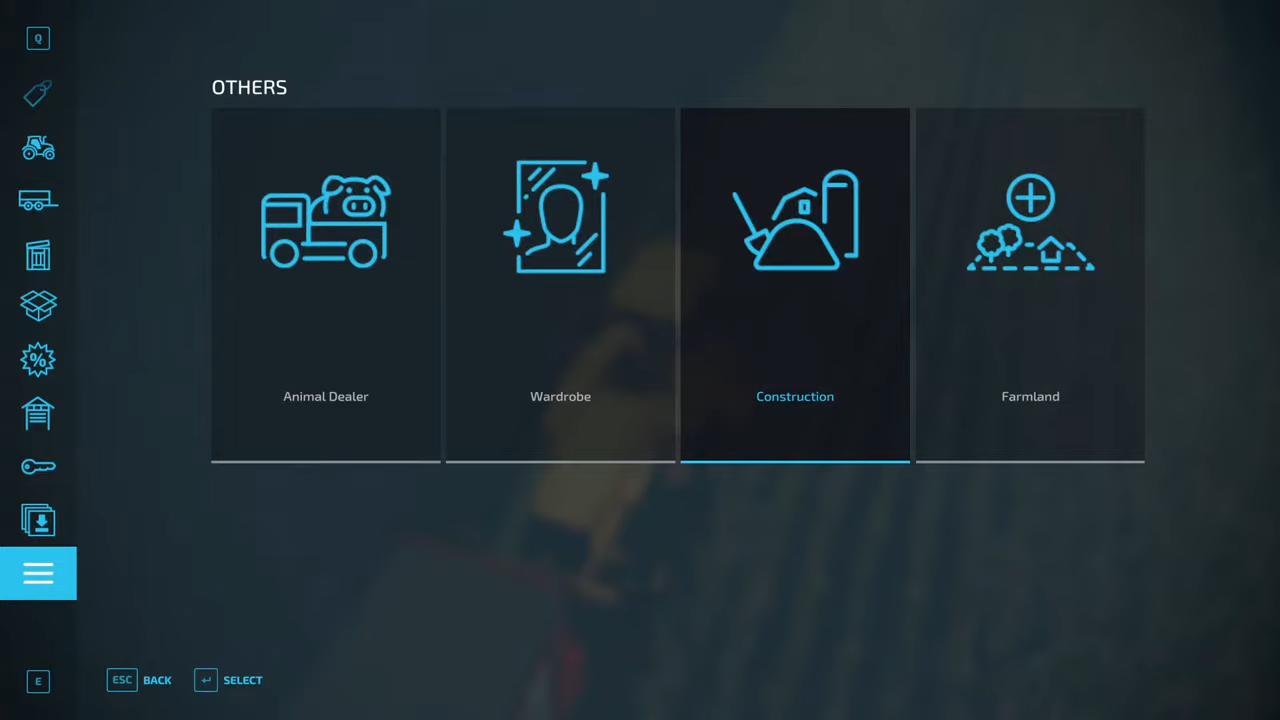 Q
OTHERS
Animal Dealer
Wardrobe
Construction
Farmland
%
E
ESC BACK
SELECT